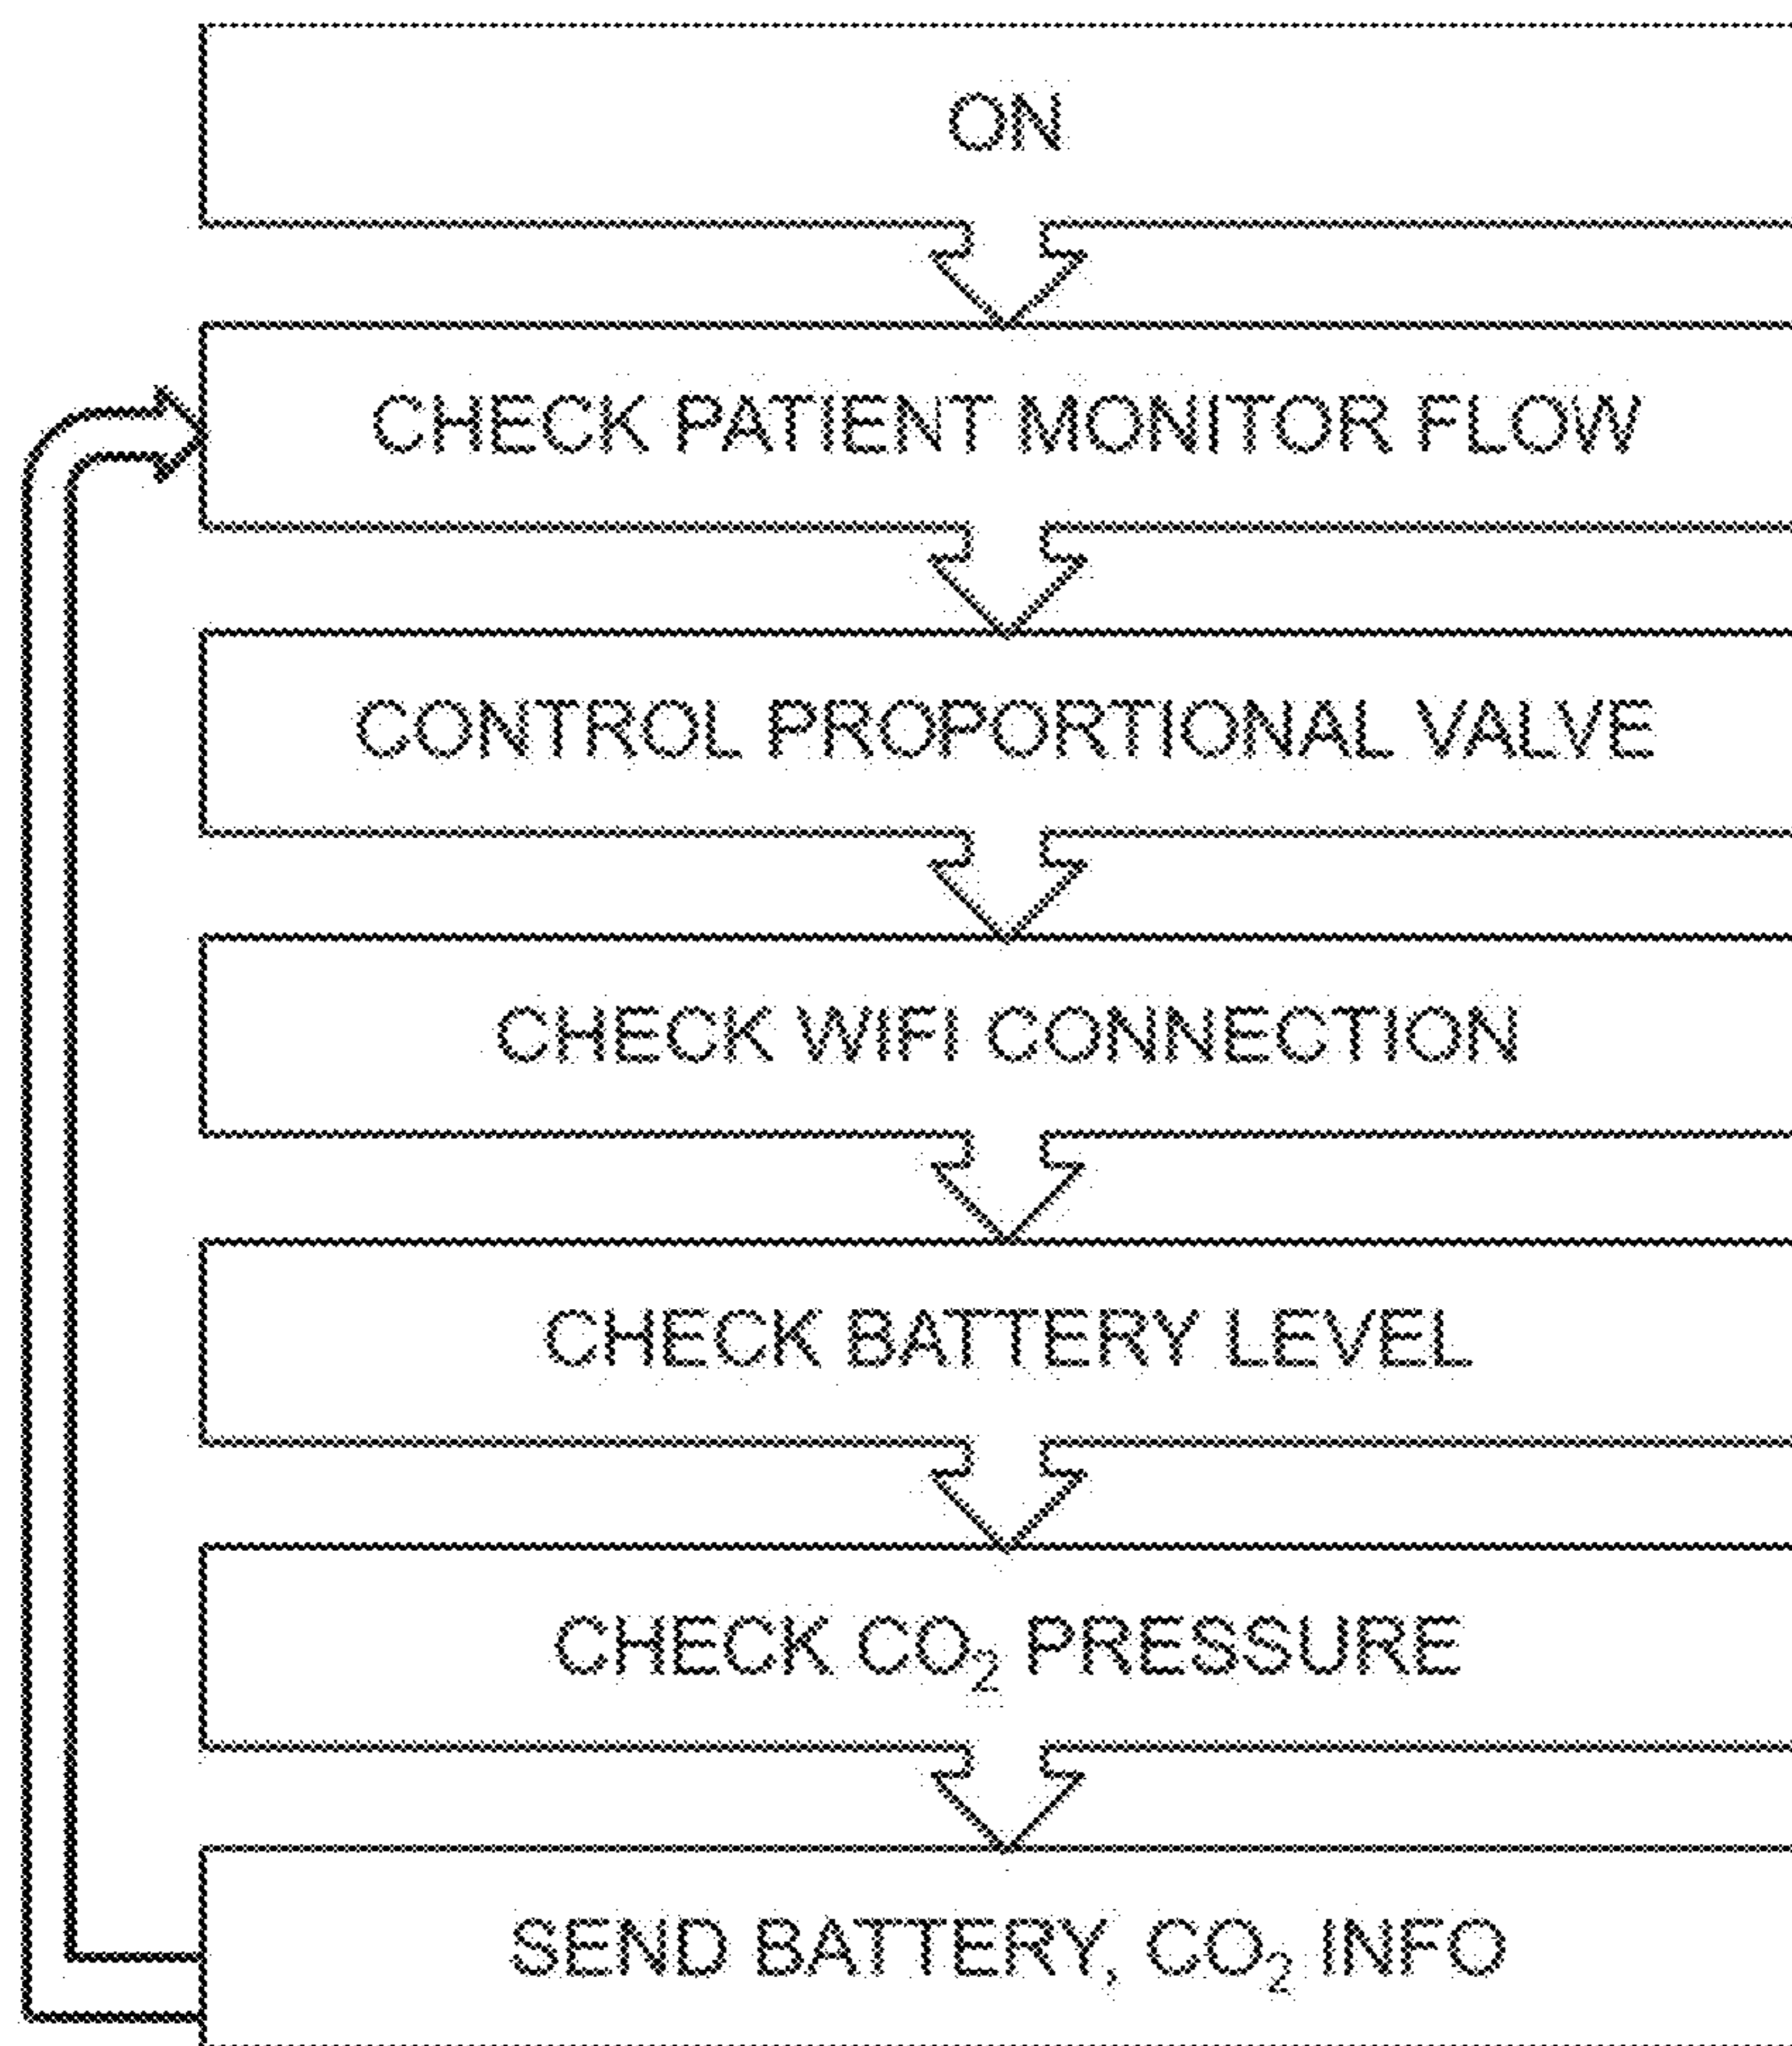 ON
CHECK PATIENT MONITOR FLOW
CONTROL PROPORTIONAL VALVE
CHECK WIFI CONNECTION
CHECK BATTERY LEVEL
CHECK CO₂ PRESSURE
SEND BATTERY, CO₂ INFO